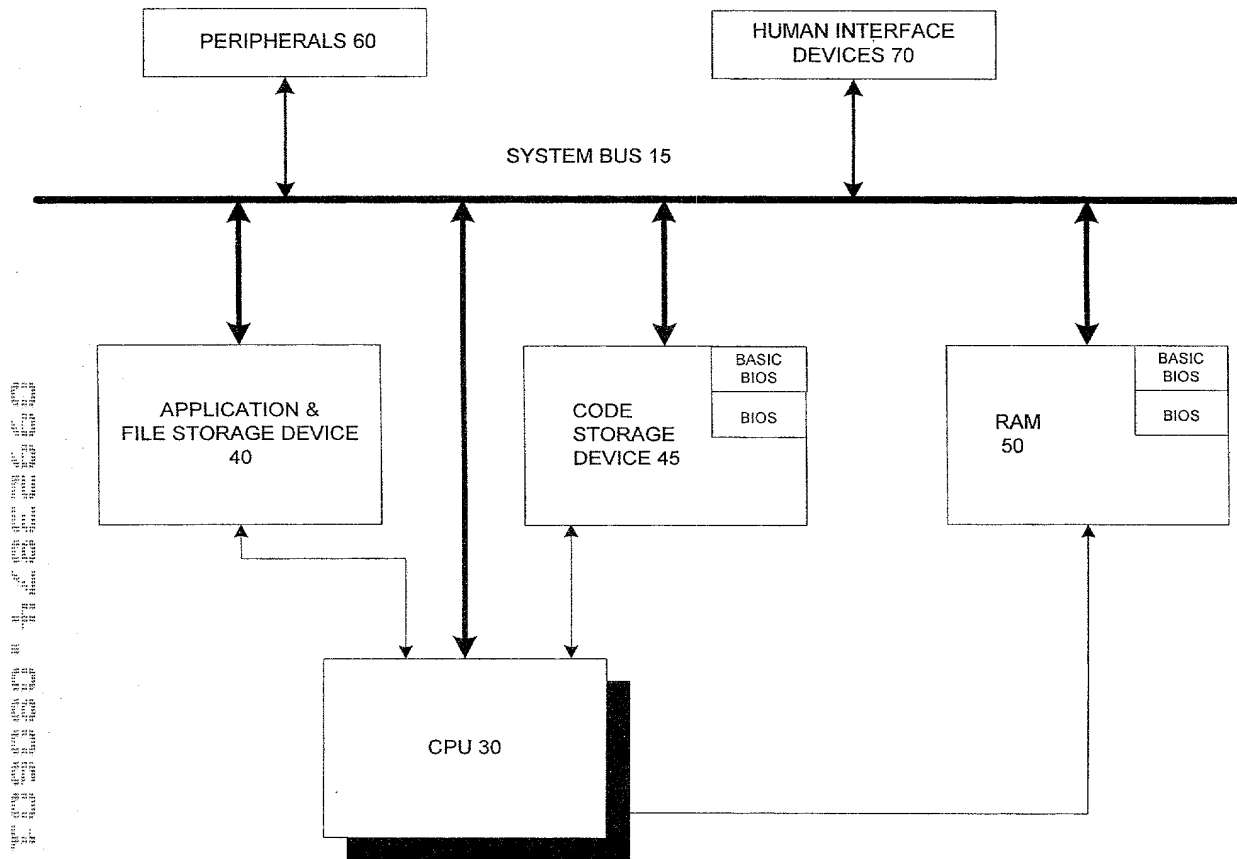 PERIPHERALS 60
HUMAN INTERFACE
DEVICES 70
SYSTEM BUS 15
APPLICATION &
FILE STORAGE DEVICE
40
CODE
STORAGE
DEVICE 45
BASIC
BIOS
BIOS
RAM
50
BASIC
BIOS
BIOS
CPU 30